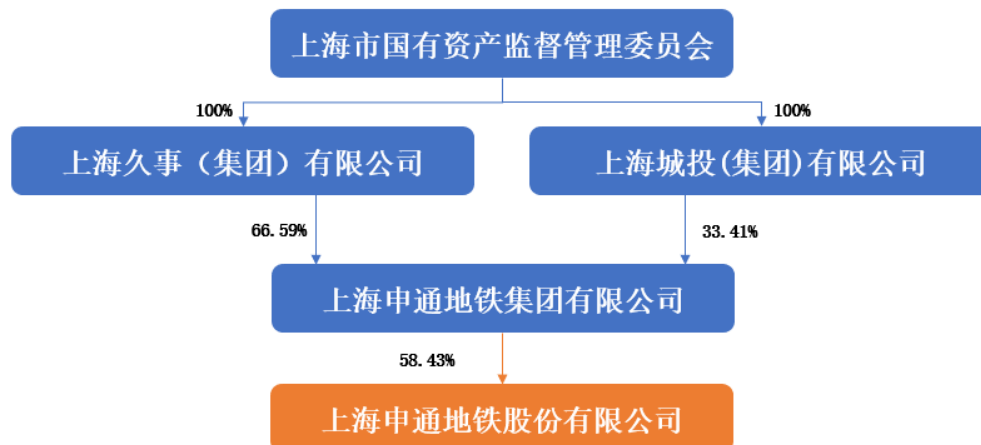 上海市国有资产监督管理委员会
100%
100%
上海久事（集团）有限公司
上海城投(集团)有限公司
66.59%
33.41%
上海申通地铁集团有限公司
58.43%
上海申通地铁股份有限公司